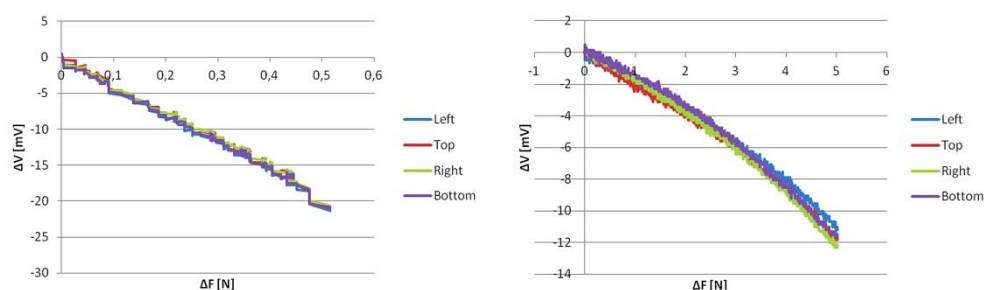 5
0
-5
-10
-15
-20
-25
-30
0 0,1 0,2 0,3 0,4 0,5 0,6
ΔV [mV]
ΔF [N]
Left
Top
Right
Bottom
2
0
-2
-4
-6
-8
-10
-12
-14
-1 0 1 2 3 4 5 6
ΔV [mV]
ΔF [N]
Left
Top
Right
Bottom